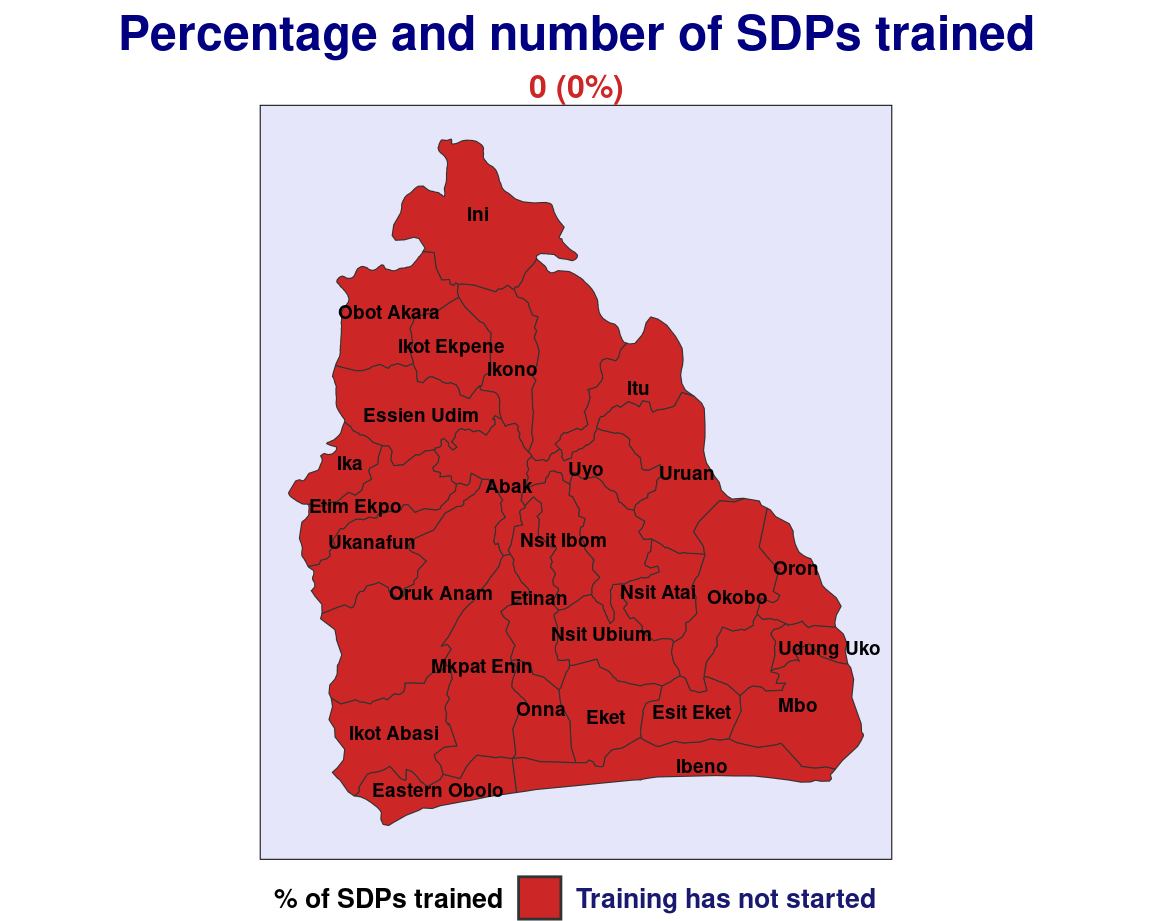 Percentage and number of SDPs trained
0 (0%)
Ini
Obot Akara
Ikot Ekpene
Ikono
Itu
Essien Udim
Ika
Uyo
Uruan
Abak
Etim Ekpo
Ukanafun
Nsit Ibom
Oron
Oruk Anam
Etinan
Nsit Atai
Okobo
Nsit Ubium
Udung Uko
Mkpat Enin
Onna
Eket
Esit Eket
Mbo
Ikot Abasi
Ibeno
Eastern Obolo
% of SDPs trained
Training has not started